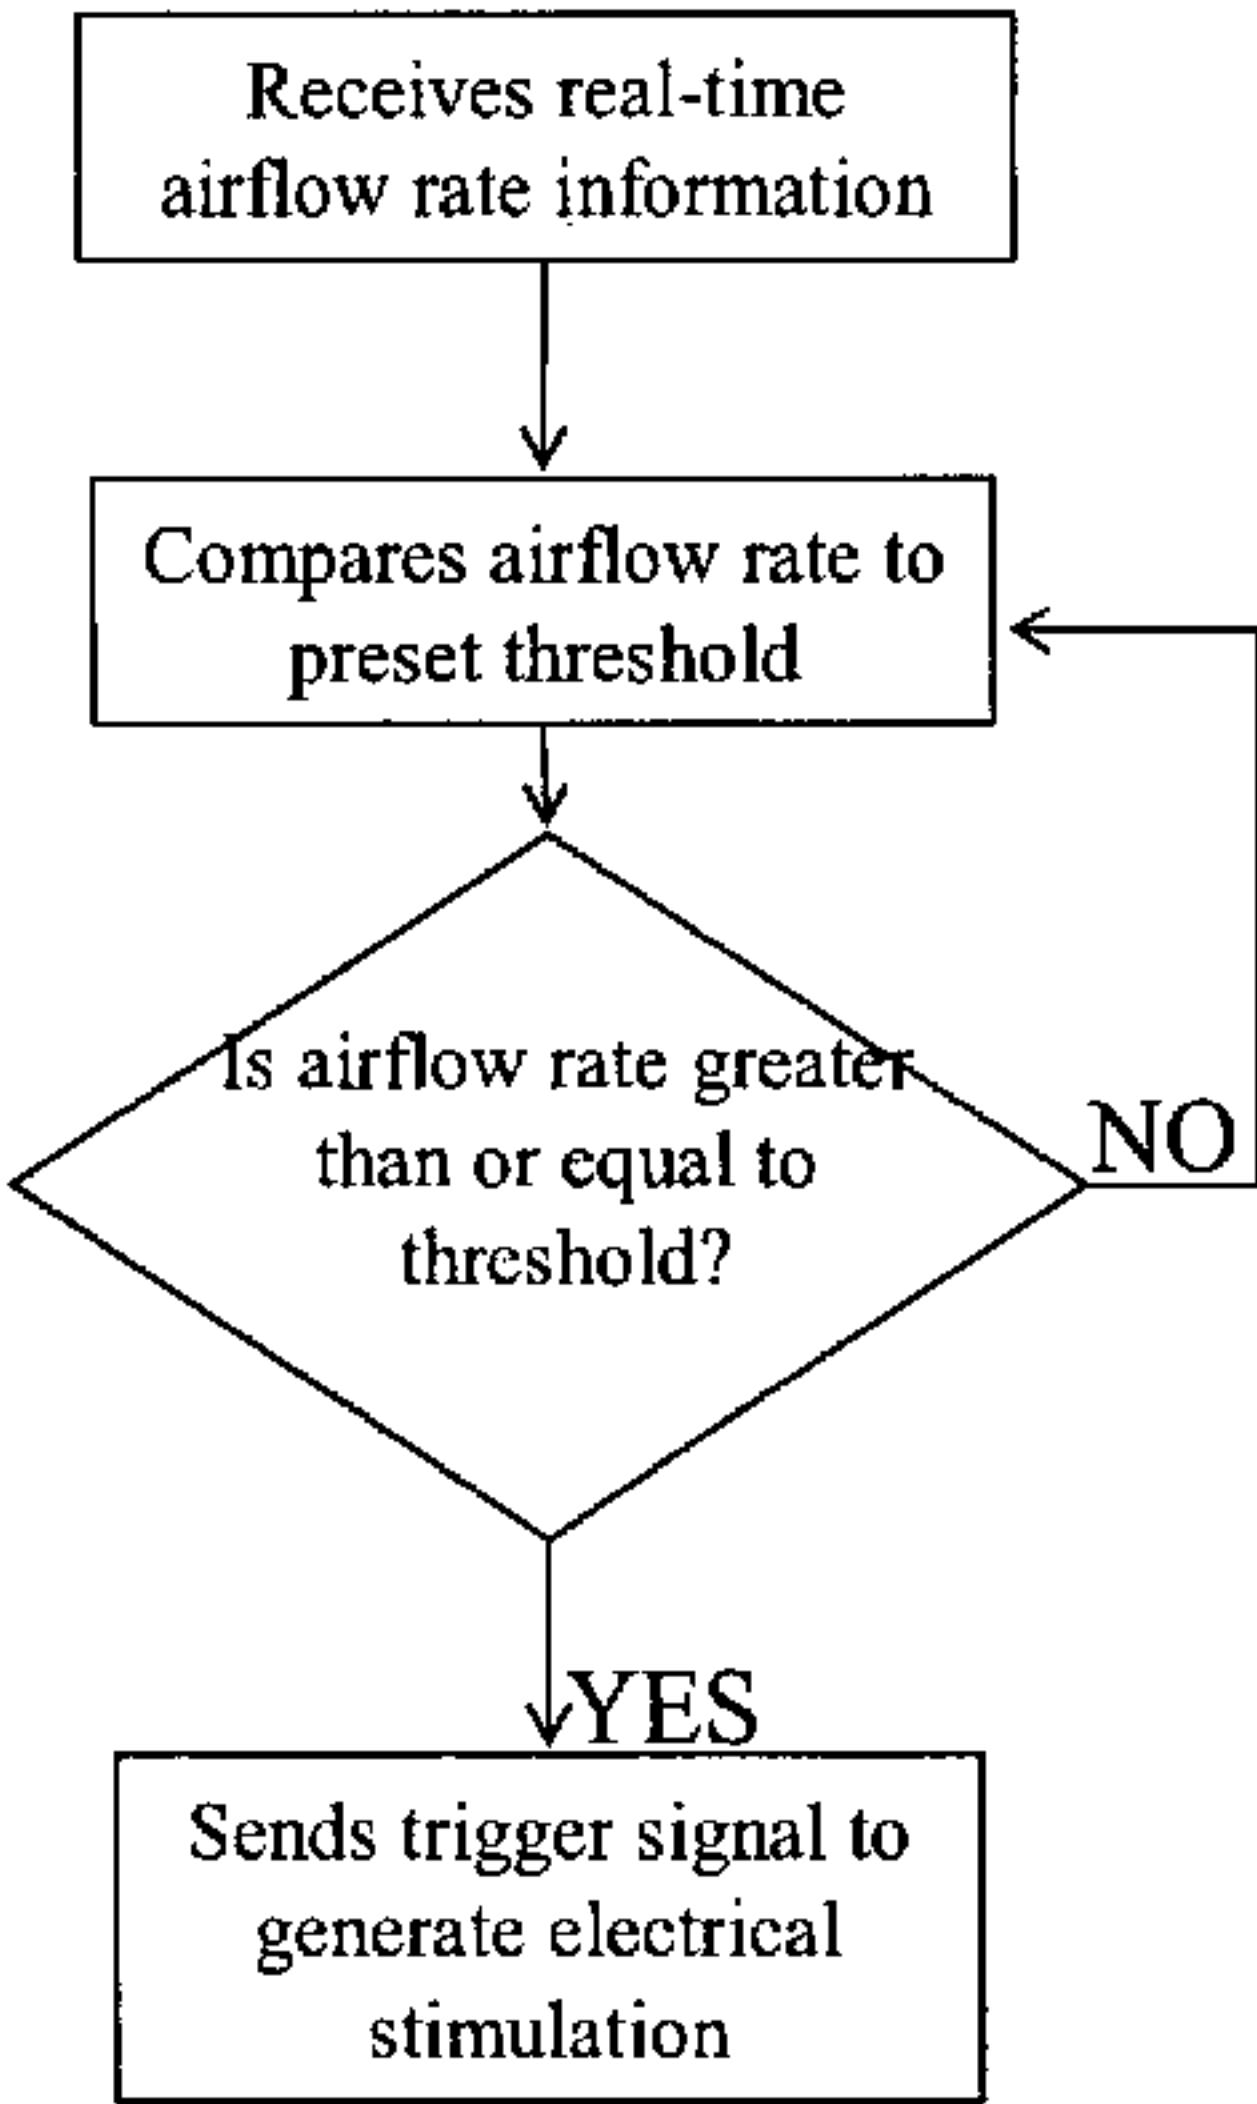 Receives real-time
airflow rate information
Compares airflow rate to
preset threshold
Is airflow rate greater
than or equal to
threshold?
NO
YES
Sends trigger signal to
generate electrical
stimulation